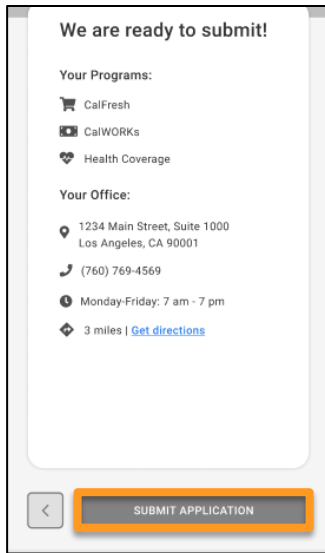 We are ready to submit!
Your Programs:
CalFresh
CalWORKs
Health Coverage
Your Office:
1234 Main Street, Suite 1000
Los Angeles, CA 90001
(760) 769-4569
Monday-Friday: 7 am - 7 pm
3 miles | Get directions
SUBMIT APPLICATION